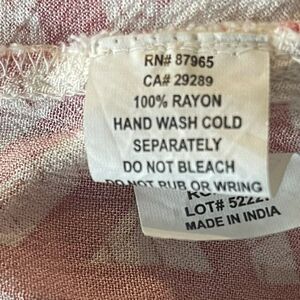 RN# 87965
CA# 29289
100% RAYON
HAND WASH COLD
SEPARATELY
DO NOT BLEACH
DO NOT RUB OR WRING
LOT# 5222
MADE IN INDIA